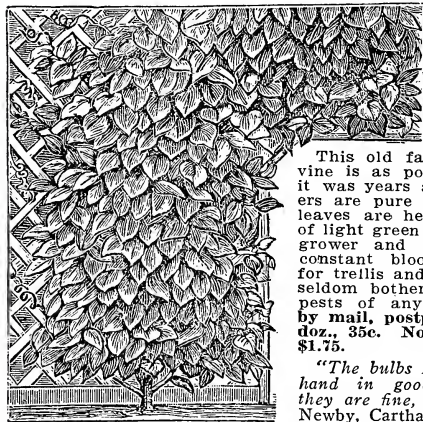 This old fa
vine is as po
it was years a
ers are pure
leaves are he
of light green
grower and
constant bloo
for trellis and
seldom bother
pests of any
by mail, postp
doz., 35c. No
$1.75.
"The bulbs
hand in goo
they are fine,
Newby, Cartha